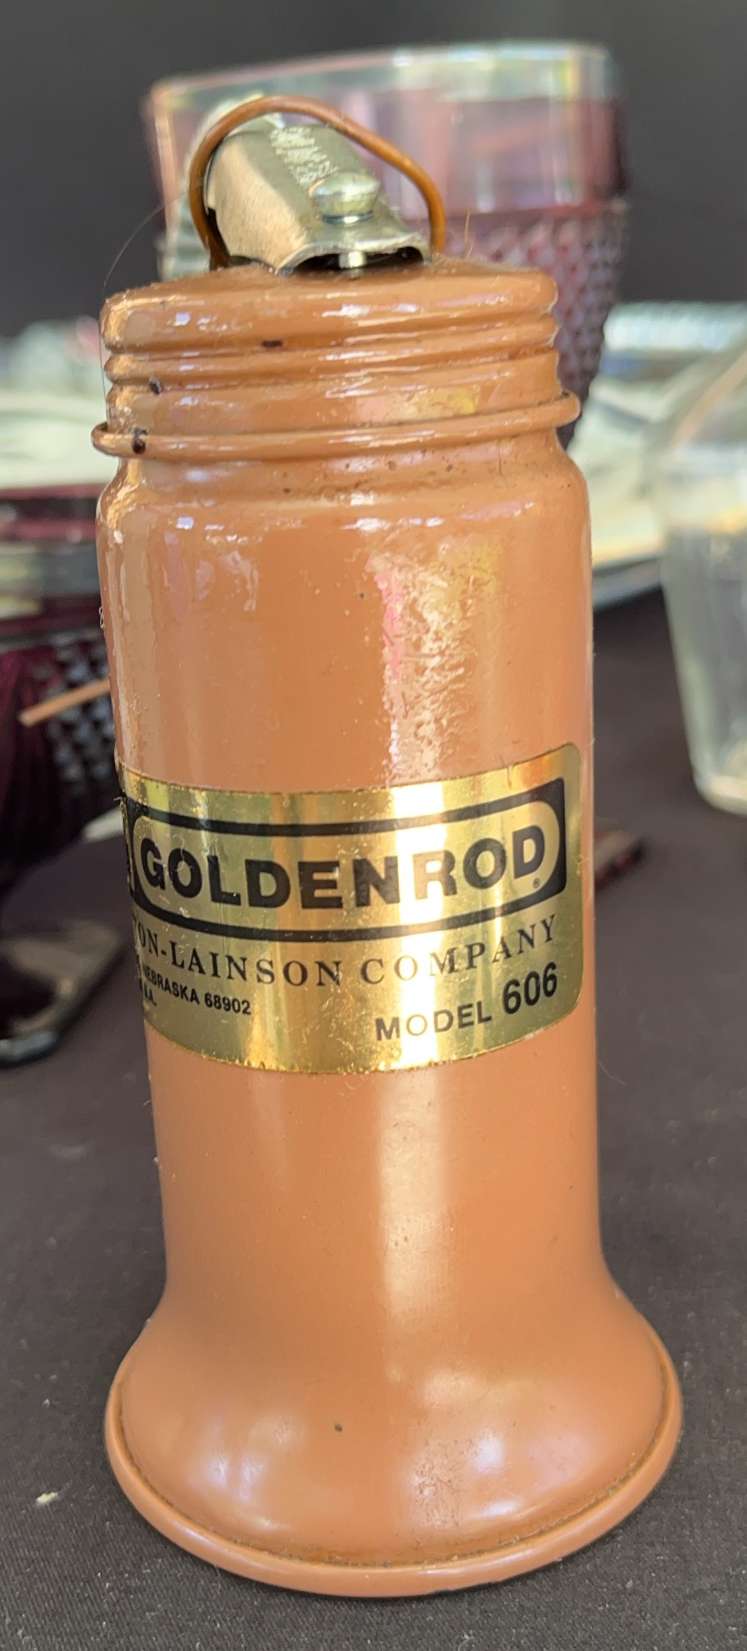 GOLDENROD®
TON-LAINSON COMPANY
NEBRASKA 68902
MODEL 606